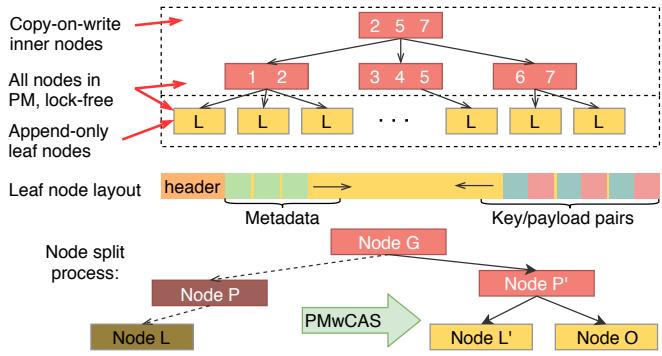 Copy-on-write
inner nodes
2 5 7
All nodes in
PM, lock-free
1 2
3 4 5
6 7
Append-only
leaf nodes
L
L
L
. . .
L
L
L
Leaf node layout
header
Metadata
Key/payload pairs
Node split
process:
Node G
Node P
Node P'
Node L
PMwCAS
Node L'
Node O